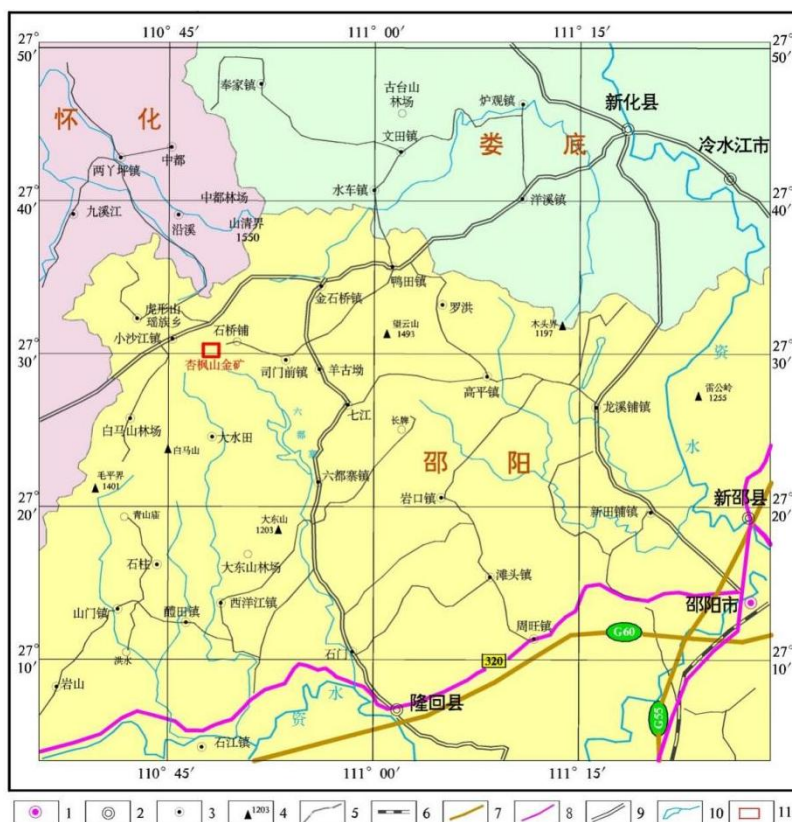 110° 45′ 111° 00′ 111° 15′
27° 50′
27° 50′
奉家镇
古台山
林场
炉观镇
新化县
怀 化
文田镇
娄 底
冷水江市
中都
两丫坪镇
水车镇
洋溪镇
27° 40′
27° 40′
九溪江
沿溪
中都林场
山清界
1550
鸭田镇
金石桥镇
罗洪
虎形山
瑶族乡
石桥铺
望云山
1493
木头界
1197
资
小沙江镇
27° 30′
27° 30′
杏枫山金矿
司门前镇
羊古坳
高平镇
雷公岭
1255
七江
龙溪铺镇
六
都
寨
白马山林场
大水田
长鄄
白马山
邵 阳
水
毛平界
1401
六都寨镇
岩口镇
27° 20′
27° 20′
青山庙
大东山
1203
新田铺镇
新邵县
石柱
大东山林场
滩头镇
山门镇
醴田镇
西洋江镇
邵阳市
周旺镇
G60
27° 10′
27° 10′
洪水
石门
320
岩山
水
资
隆回县
G55
石江镇
110° 45′ 111° 00′ 111° 15′
1 2 3 1203 4 5 6 7 8 9 10 11